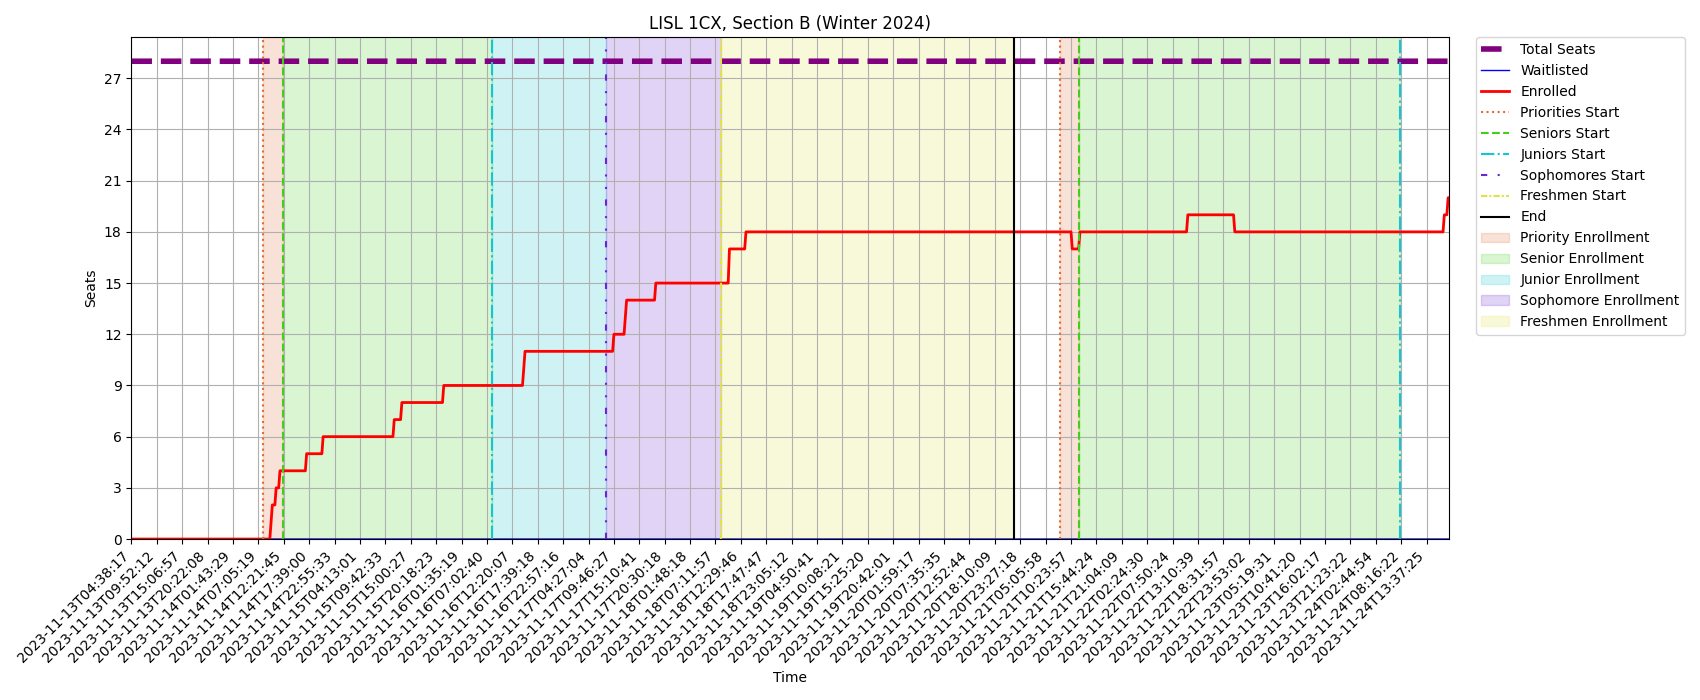 LISL 1CX, Section B (Winter 2024)
Total Seats
Waitlisted
Enrolled
Priorities Start
Seniors Start
Juniors Start
Sophomores Start
Freshmen Start
End
Priority Enrollment
Senior Enrollment
Junior Enrollment
Sophomore Enrollment
Freshmen Enrollment
Seats
27
24
21
18
15
12
9
6
3
0
2023-11-13T04:38:17
2023-11-13T09:52:12
2023-11-13T15:06:57
2023-11-13T20:22:08
2023-11-14T01:43:29
2023-11-14T07:05:19
2023-11-14T12:21:45
2023-11-14T17:39:00
2023-11-14T22:55:33
2023-11-15T04:13:01
2023-11-15T09:42:33
2023-11-15T15:00:27
2023-11-15T20:18:23
2023-11-16T01:35:19
2023-11-16T07:02:40
2023-11-16T12:20:07
2023-11-16T17:39:18
2023-11-16T22:57:16
2023-11-17T04:27:04
2023-11-17T09:46:27
2023-11-17T15:10:41
2023-11-17T20:30:18
2023-11-18T01:48:18
2023-11-18T07:11:57
2023-11-18T12:29:46
2023-11-18T17:47:47
2023-11-18T23:05:12
2023-11-19T04:50:41
2023-11-19T10:08:21
2023-11-19T15:25:20
2023-11-19T20:42:01
2023-11-20T01:59:17
2023-11-20T07:35:35
2023-11-20T12:52:44
2023-11-20T18:10:09
2023-11-20T23:27:18
2023-11-21T05:05:58
2023-11-21T10:23:57
2023-11-21T15:44:24
2023-11-21T21:04:09
2023-11-22T02:24:30
2023-11-22T07:50:24
2023-11-22T13:10:39
2023-11-22T18:31:57
2023-11-22T23:53:02
2023-11-23T05:19:31
2023-11-23T10:41:20
2023-11-23T16:02:17
2023-11-23T21:23:22
2023-11-24T02:44:54
2023-11-24T08:16:22
2023-11-24T13:37:25
Time